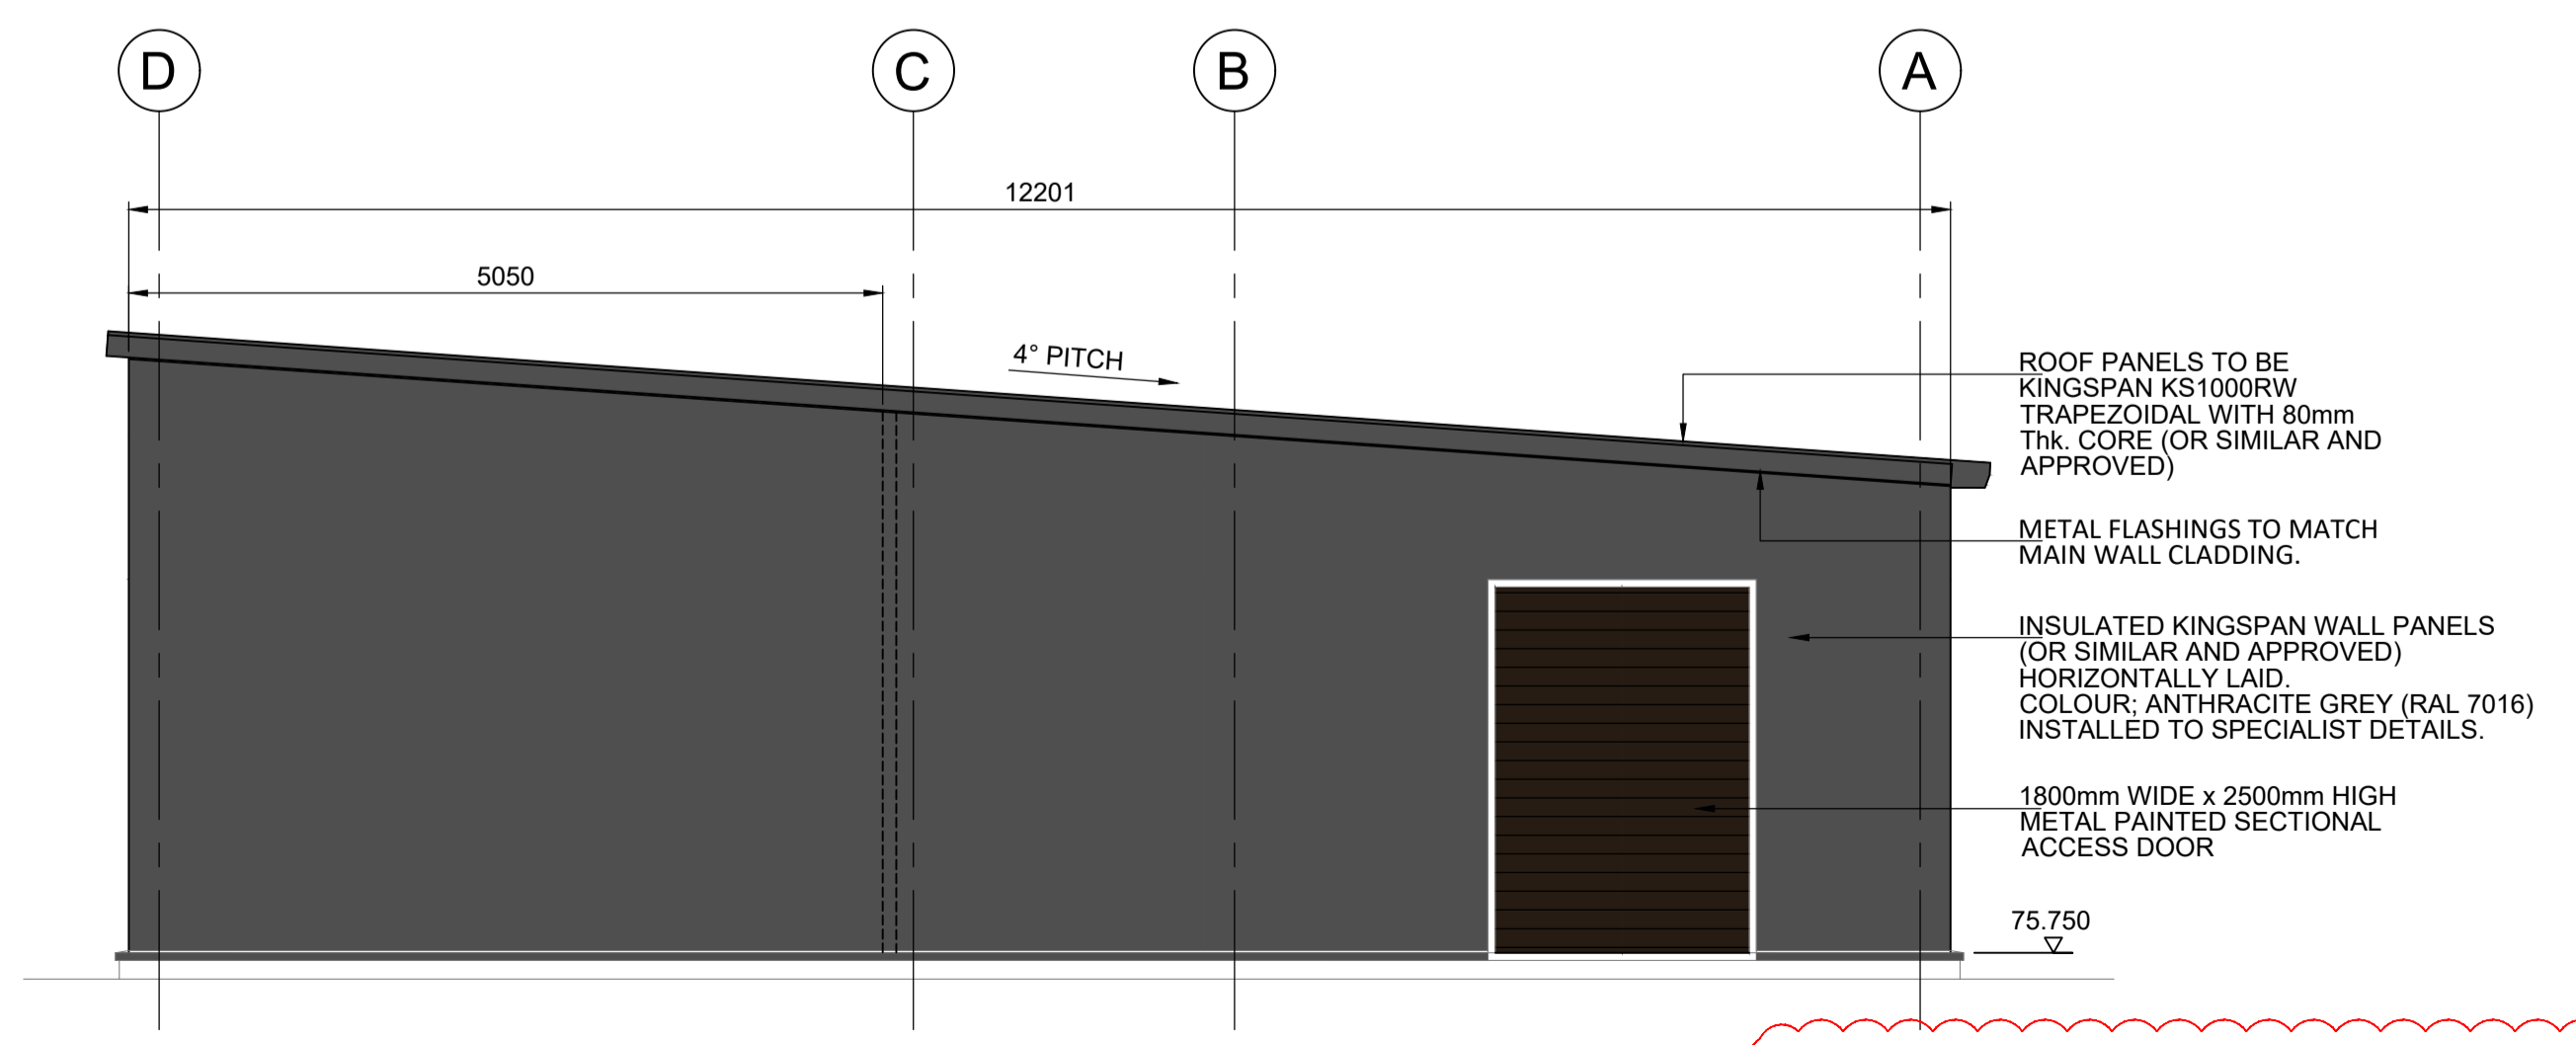 D
C
B
A
12201
5050
4° PITCH
ROOF PANELS TO BE
KINGSPAN KS1000RW
TRAPEZOIDAL WITH 80mm
Thk. CORE (OR SIMILAR AND
APPROVED)
METAL FLASHINGS TO MATCH
MAIN WALL CLADDING.
INSULATED KINGSPAN WALL PANELS
(OR SIMILAR AND APPROVED)
HORIZONTALLY LAID.
COLOUR; ANTHRACITE GREY (RAL 7016)
INSTALLED TO SPECIALIST DETAILS.
1800mm WIDE x 2500mm HIGH
METAL PAINTED SECTIONAL
ACCESS DOOR
75.750